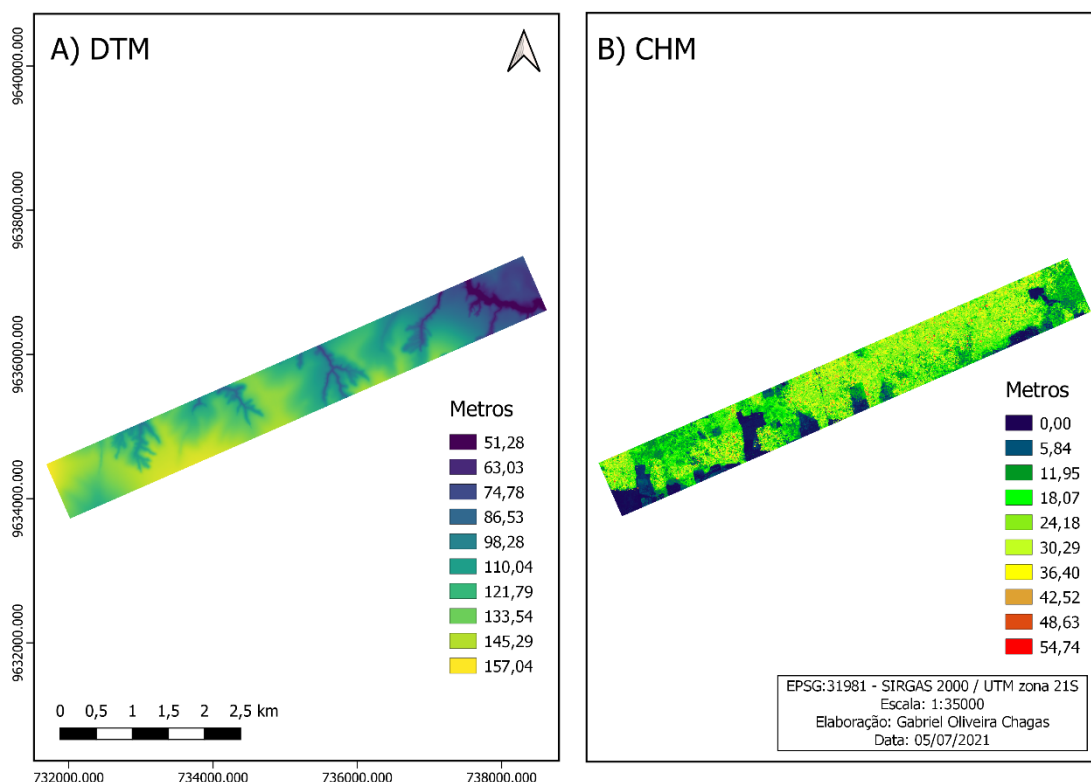 A) DTM
9640000.000
9638000.000
9636000.000
9634000.000
9632000.000
Metros
51,28
63,03
74,78
86,53
98,28
110,04
121,79
133,54
145,29
157,04
0 0,5 1 1,5 2 2,5 km
732000.000 734000.000 736000.000 738000.000
B) CHM
Metros
0,00
5,84
11,95
18,07
24,18
30,29
36,40
42,52
48,63
54,74
EPSG:31981 - SIRGAS 2000 / UTM zona 21S
Escala: 1:35000
Elaboração: Gabriel Oliveira Chagas
Data: 05/07/2021